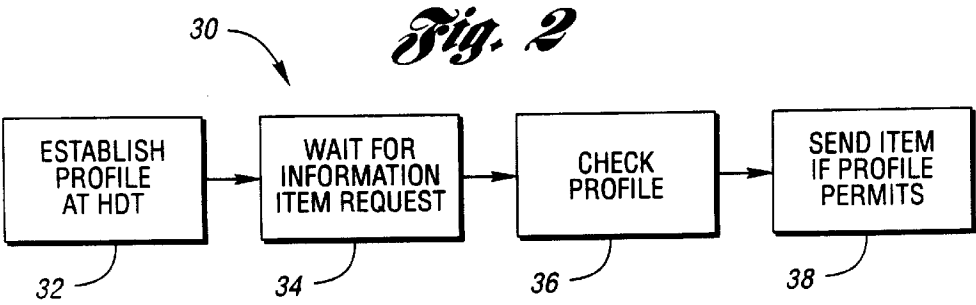 30
Fig. 2
ESTABLISH
PROFILE
AT HDT
WAIT FOR
INFORMATION
ITEM REQUEST
CHECK
PROFILE
SEND ITEM
IF PROFILE
PERMITS
32
34
36
38